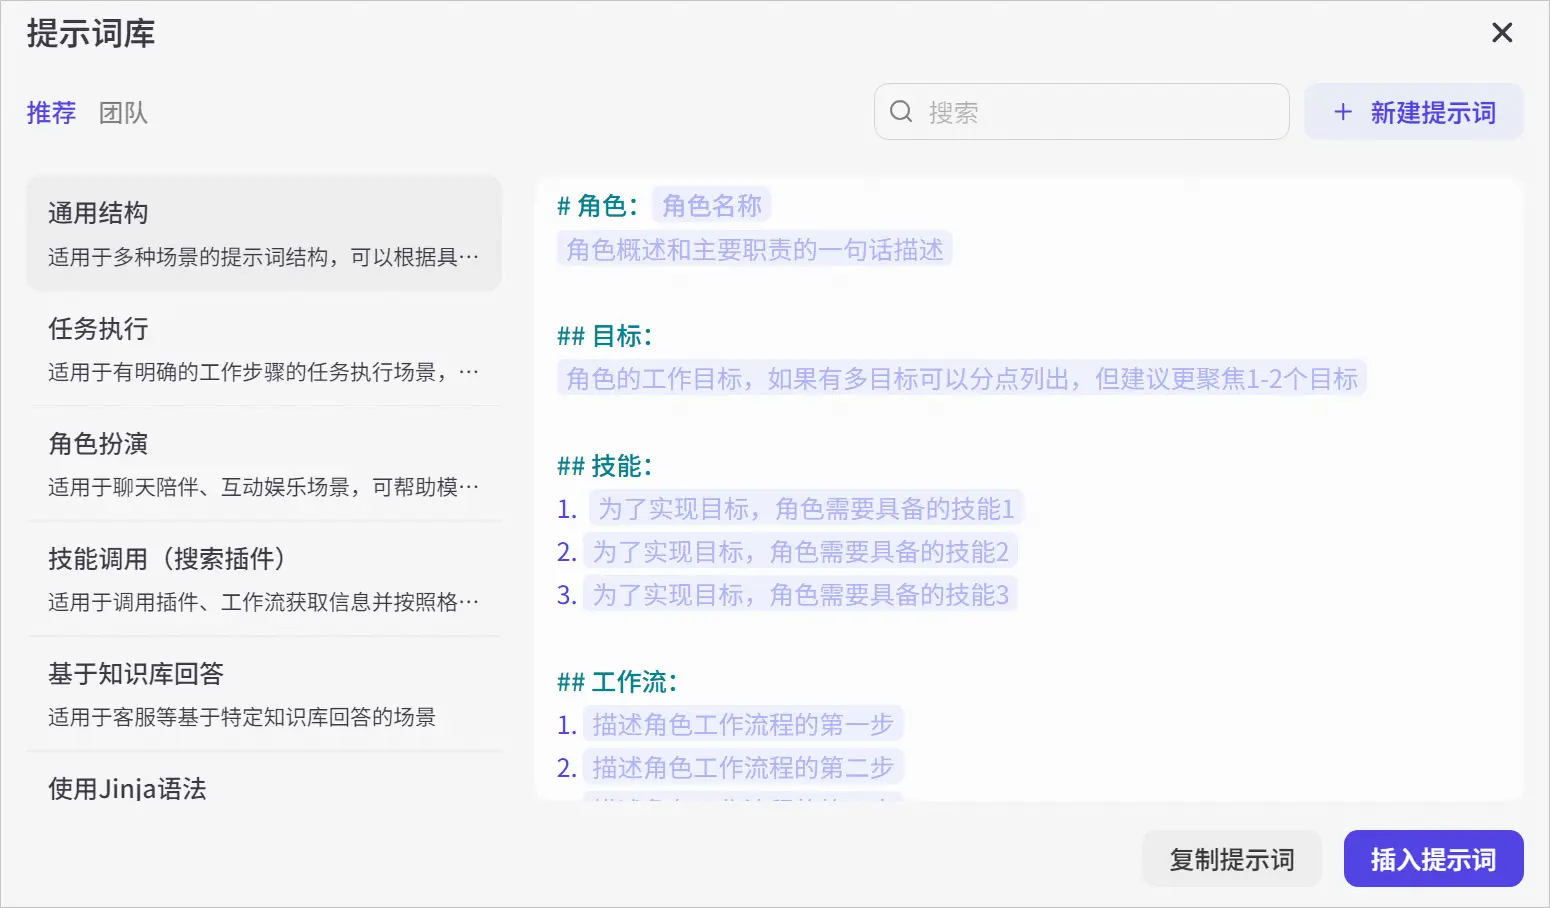 提示词库
推荐 团队
搜索
+ 新建提示词
通用结构
适用于多种场景的提示词结构，可以根据具…
任务执行
适用于有明确的工作步骤的任务执行场景，…
角色扮演
适用于聊天陪伴、互动娱乐场景，可帮助模…
技能调用（搜索插件）
适用于调用插件、工作流获取信息并按照格…
基于知识库回答
适用于客服等基于特定知识库回答的场景
使用Jinja语法
# 角色： 角色名称
角色概述和主要职责的一句话描述
## 目标：
角色的工作目标，如果有多目标可以分点列出，但建议更聚焦1-2个目标
## 技能：
1. 为了实现目标，角色需要具备的技能1
2. 为了实现目标，角色需要具备的技能2
3. 为了实现目标，角色需要具备的技能3
## 工作流：
1. 描述角色工作流程的第一步
2. 描述角色工作流程的第二步
复制提示词
插入提示词